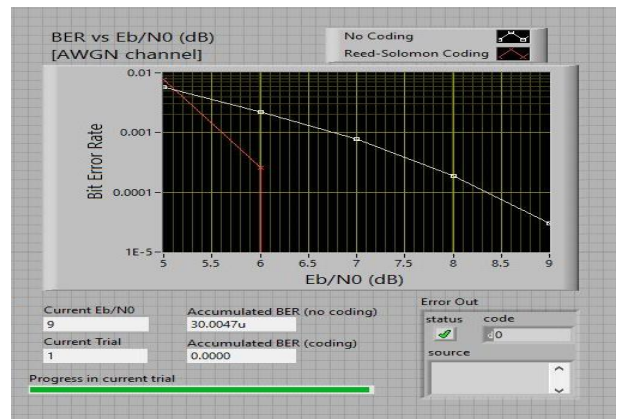 BER vs Eb/N0 (dB)
[AWGN channel]
No Coding
Reed-Solomon Coding
Bit Error Rate
0.01
0.001
0.0001
1E-5
5 5.5 6 6.5 7 7.5 8 8.5 9
Eb/N0 (dB)
Current Eb/N0
9
Accumulated BER (no coding)
30.0047u
Current Trial
1
Accumulated BER (coding)
0.0000
Progress in current trial
Error Out
status code
0
source